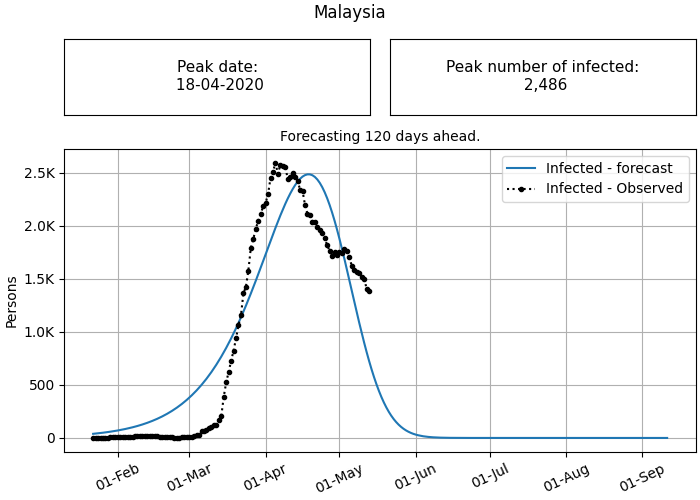 Malaysia
Peak date:
18-04-2020
Peak number of infected:
2,486
Forecasting 120 days ahead.
Infected - forecast
Infected - Observed
Persons
2.5K
2.0K
1.5K
1.0K
500
0
01-Feb
01-Mar
01-Apr
01-May
01-Jun
01-Jul
01-Aug
01-Sep